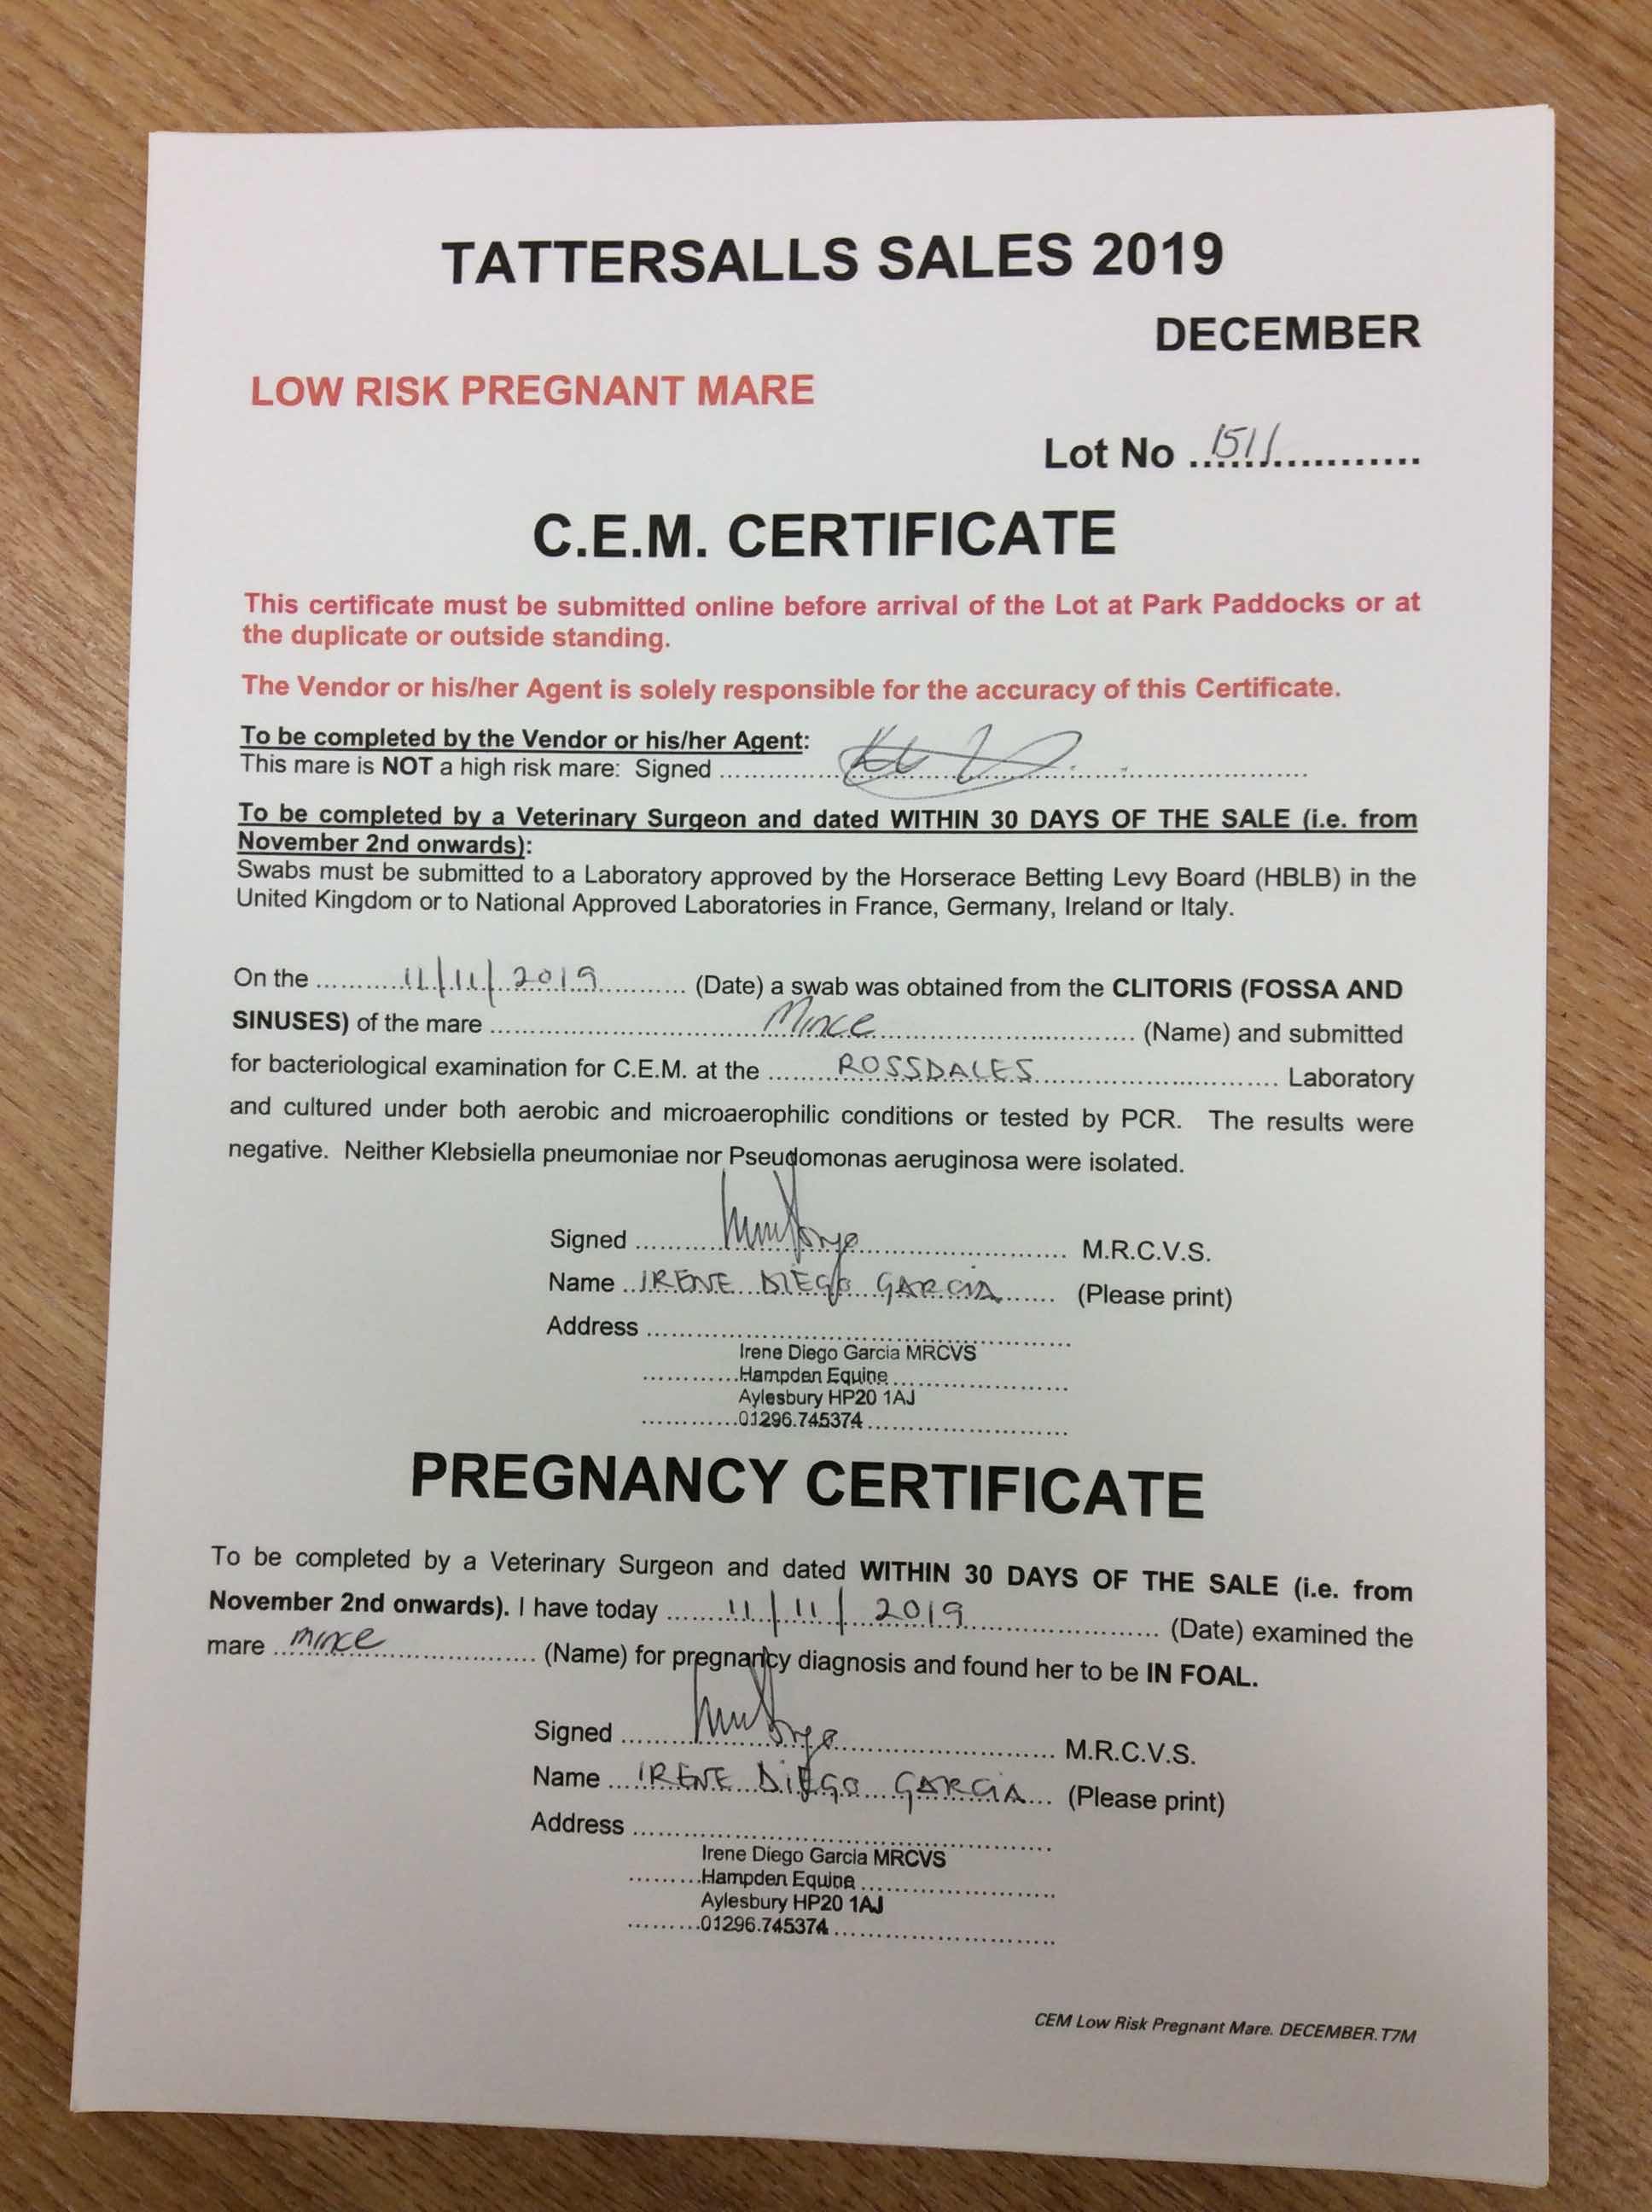 TATTERSALLS SALES 2019
DECEMBER
LOW RISK PREGNANT MARE
Lot No ...1511...................
C.E.M. CERTIFICATE
This certificate must be submitted online before arrival of the Lot at Park Paddocks or at
the duplicate or outside standing.
The Vendor or his/her Agent is solely responsible for the accuracy of this Certificate.
To be completed by the Vendor or his/her Agent:
This mare is NOT a high risk mare: Signed ........................................................
To be completed by a Veterinary Surgeon and dated WITHIN 30 DAYS OF THE SALE (i.e. from
November 2nd onwards):
Swabs must be submitted to a Laboratory approved by the Horserace Betting Levy Board (HBLB) in the
United Kingdom or to National Approved Laboratories in France, Germany, Ireland or Italy.
On the ............11/11/2019............ (Date) a swab was obtained from the CLITORIS (FOSSA AND
SINUSES) of the mare ........................Mince........................ (Name) and submitted
for bacteriological examination for C.E.M. at the .........ROSSDALES........................ Laboratory
and cultured under both aerobic and microaerophilic conditions or tested by PCR. The results were
negative. Neither Klebsiella pneumoniae nor Pseudomonas aeruginosa were isolated.
Signed ........................................ M.R.C.V.S.
Name ...IRENE DIEGO GARCIA....... (Please print)
Address ............................................................
Irene Diego Garcia MRCVS
............Hampden Equine........................
Aylesbury HP20 1AJ
............01296.745374........................
PREGNANCY CERTIFICATE
To be completed by a Veterinary Surgeon and dated WITHIN 30 DAYS OF THE SALE (i.e. from
November 2nd onwards). I have today .........11/11/2019........................ (Date) examined the
mare ...mince........................ (Name) for pregnancy diagnosis and found her to be IN FOAL.
Signed ........................................ M.R.C.V.S.
Name ....IRENE DIEGO GARCIA.... (Please print)
Address ............................................................
Irene Diego Garcia MRCVS
.........Hampden Equine........................
Aylesbury HP20 1AJ
.........01296.745374........................
CEM Low Risk Pregnant Mare. DECEMBER.T7M